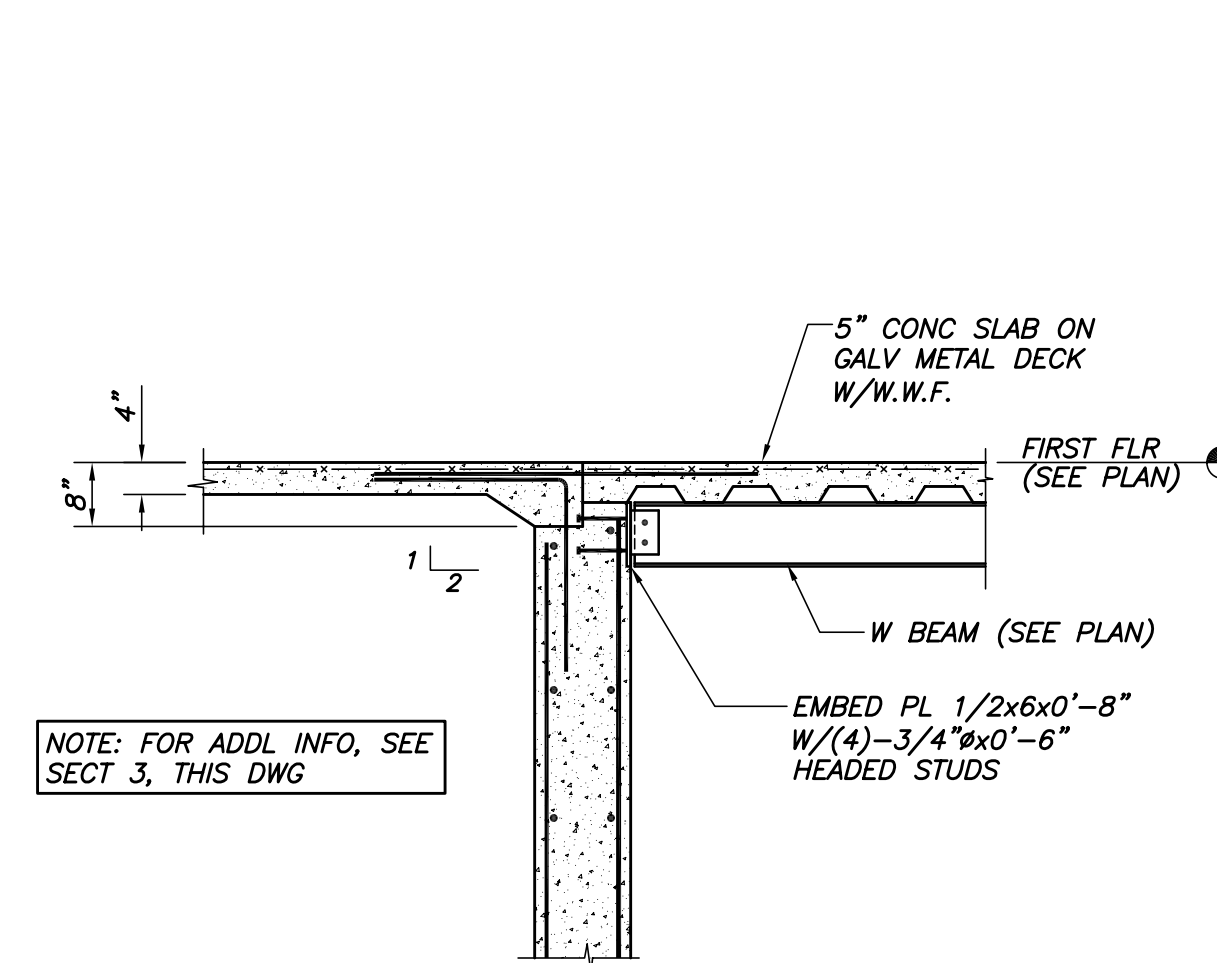 5” CONC SLAB ON
GALV METAL DECK
W/W.W.F.
4”
8”
FIRST FLR
(SEE PLAN)
1
2
W BEAM (SEE PLAN)
EMBED PL 1/2x6x0’-8”
W/(4)-3/4”øx0’-6”
HEADED STUDS
NOTE: FOR ADDL INFO, SEE
SECT 3, THIS DWG